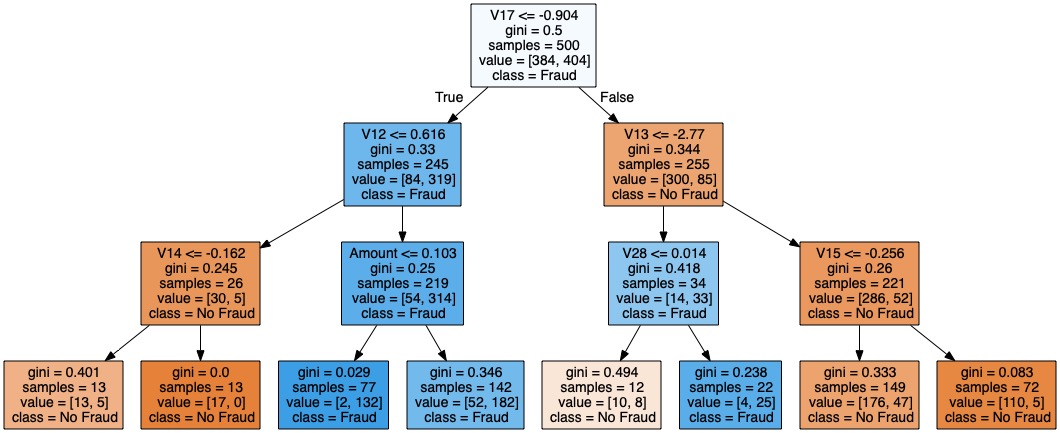 V17 <= -0.904
gini = 0.5
samples = 500
value = [384, 404]
class = Fraud
True
False
V12 <= 0.616
gini = 0.33
samples = 245
value = [84, 319]
class = Fraud
V13 <= -2.77
gini = 0.344
samples = 255
value = [300, 85]
class = No Fraud
V14 <= -0.162
gini = 0.245
samples = 26
value = [30, 5]
class = No Fraud
Amount <= 0.103
gini = 0.25
samples = 219
value = [54, 314]
class = Fraud
V28 <= 0.014
gini = 0.418
samples = 34
value = [14, 33]
class = Fraud
V15 <= -0.256
gini = 0.26
samples = 221
value = [286, 52]
class = No Fraud
gini = 0.401
samples = 13
value = [13, 5]
class = No Fraud
gini = 0.0
samples = 13
value = [17, 0]
class = No Fraud
gini = 0.029
samples = 77
value = [2, 132]
class = Fraud
gini = 0.346
samples = 142
value = [52, 182]
class = Fraud
gini = 0.494
samples = 12
value = [10, 8]
class = No Fraud
gini = 0.238
samples = 22
value = [4, 25]
class = Fraud
gini = 0.333
samples = 149
value = [176, 47]
class = No Fraud
gini = 0.083
samples = 72
value = [110, 5]
class = No Fraud